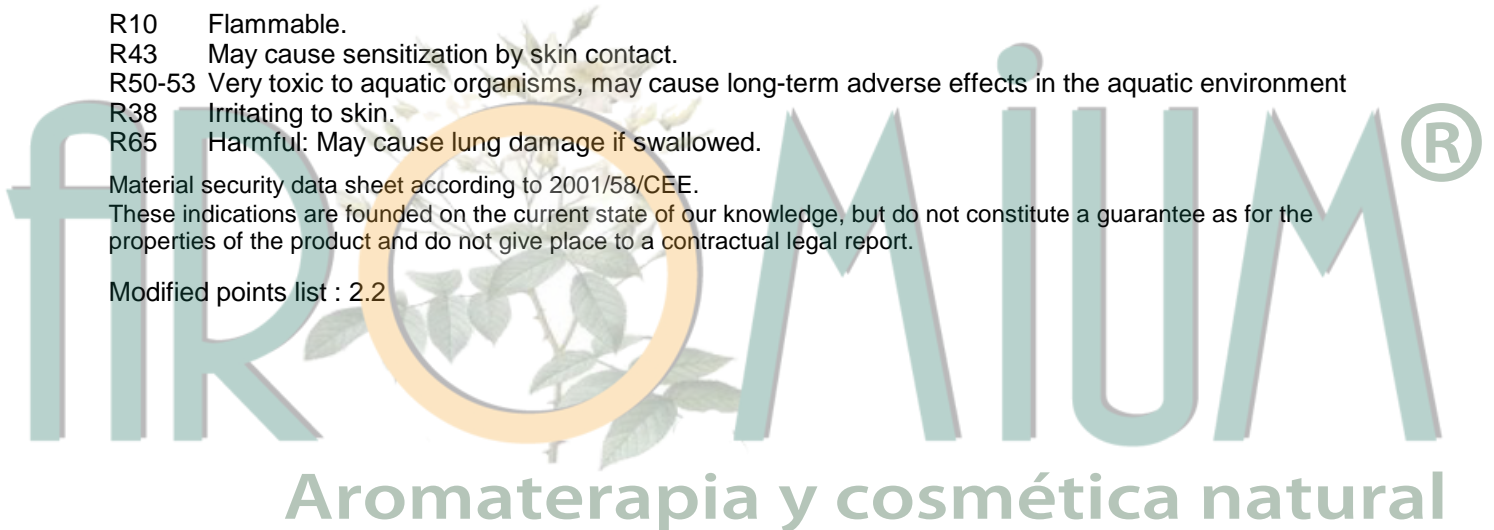 R10 Flammable.
R43 May cause sensitization by skin contact.
R50-53 Very toxic to aquatic organisms, may cause long-term adverse effects in the aquatic environment
R38 Irritating to skin.
R65 Harmful: May cause lung damage if swallowed.
Material security data sheet according to 2001/58/CEE.
These indications are founded on the current state of our knowledge, but do not constitute a guarantee as for the
properties of the product and do not give place to a contractual legal report.
Modified points list : 2.2
AROMiUM®
Aromaterapia y cosmética natural